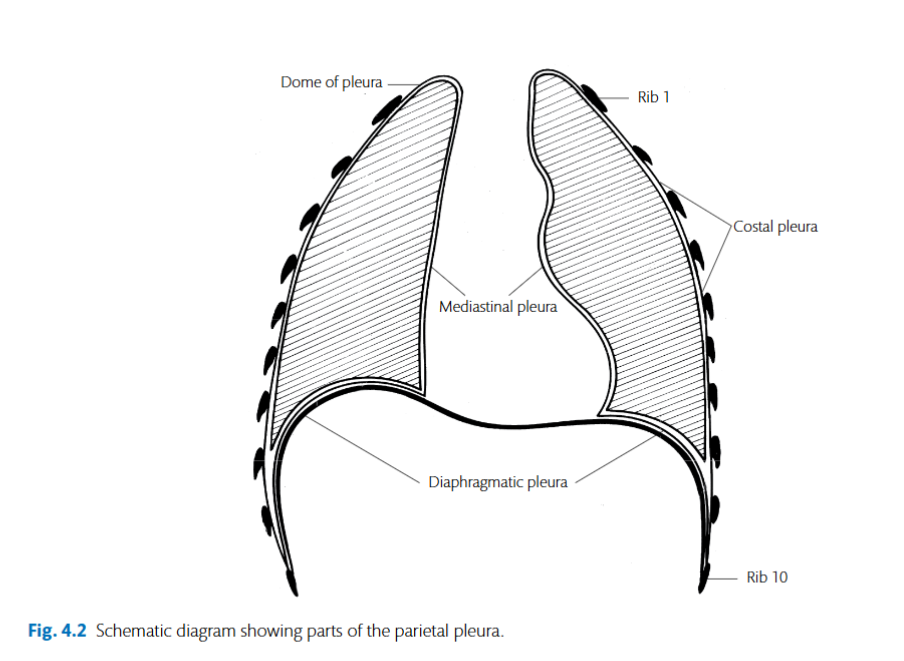 Dome of pleura
Rib 1
Costal pleura
Mediastinal pleura
Diaphragmatic pleura
Rib 10
Fig. 4.2 Schematic diagram showing parts of the parietal pleura.